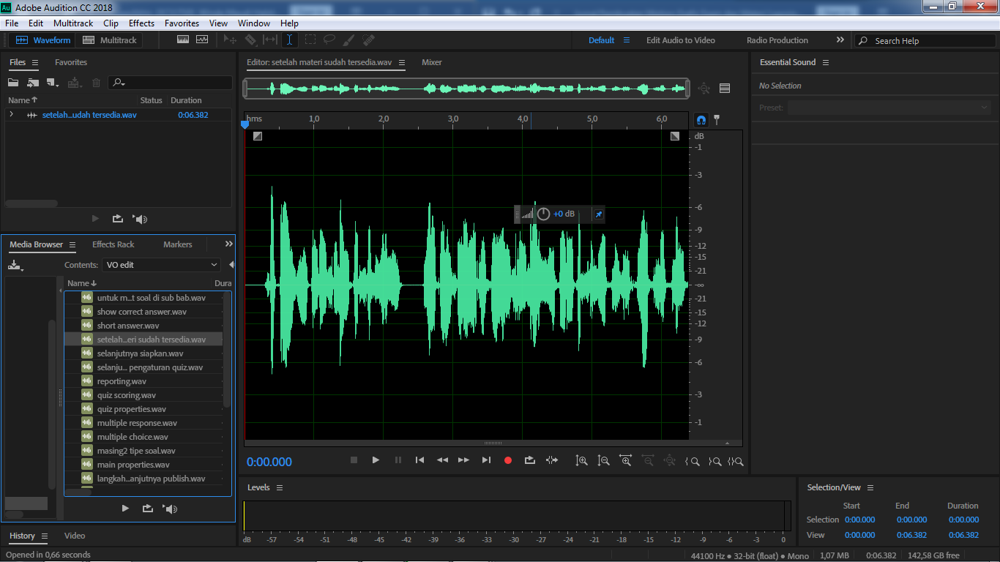 Au Adobe Audition CC 2018
File Edit Multitrack Clip Effects Favorites View Window Help
Waveform Multitrack Default Edit Audio to Video Radio Production Search Help
Files Favorites
Name Status Duration
setelah...udah tersedia.wav 0:06.382
Media Browser Effects Rack Markers
Contents: VO edit
Name Dura
untuk m...t soal di sub bab.wav
show correct answer.wav
short answer.wav
setelah...eri sudah tersedia.wav
selanjutnya siapkan.wav
selanju... pengaturan quiz.wav
reporting.wav
quiz scoring.wav
quiz properties.wav
multiple response.wav
multiple choice.wav
masing2 tipe soal.wav
main properties.wav
langkah...anjutnya publish.wav
History Video
Opened in 0,66 seconds
Editor: setelah materi sudah tersedia.wav Mixer
hms 1,0 2,0 3,0 4,0 5,0 6,0
dB
-1
-3
-6
-9
-12
-15
-21
-∞
-21
-15
-12
-9
-6
-3
-1
+0 dB
0:00.000
Levels
dB -57 -54 -51 -48 -45 -42 -39 -36 -33 -30 -27 -24 -21 -18 -15 -12 -9 -6 -3 0
Essential Sound
No Selection
Preset:
Selection/View
Start End Duration
Selection 0:00.000 0:00.000 0:00.000
View 0:00.000 0:06.382 0:06.382
44100 Hz ● 32-bit (float) ● Mono 1,07 MB 0:06.382 142,58 GB free